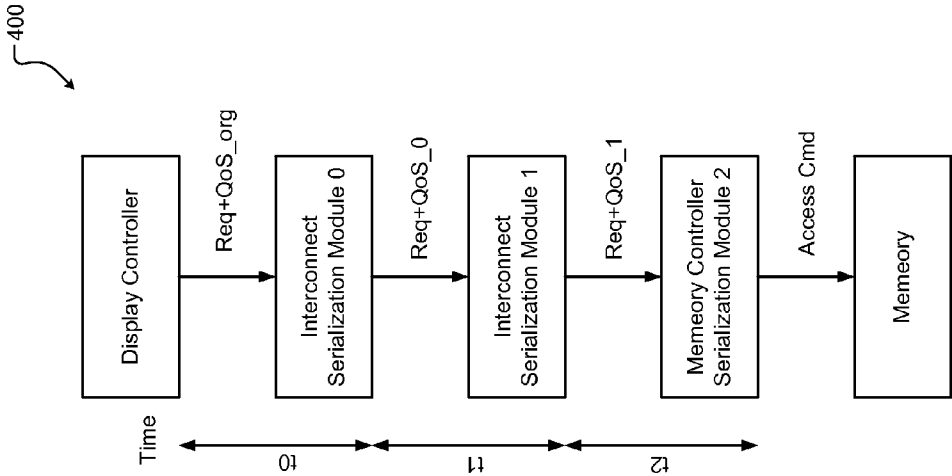 400
Display Controller
Time
Req+QoS_org
t0
Interconnect
Serialization Module 0
Req+QoS_0
t1
Interconnect
Serialization Module 1
Req+QoS_1
t2
Memeory Controller
Serialization Module 2
Access Cmd
Memeory